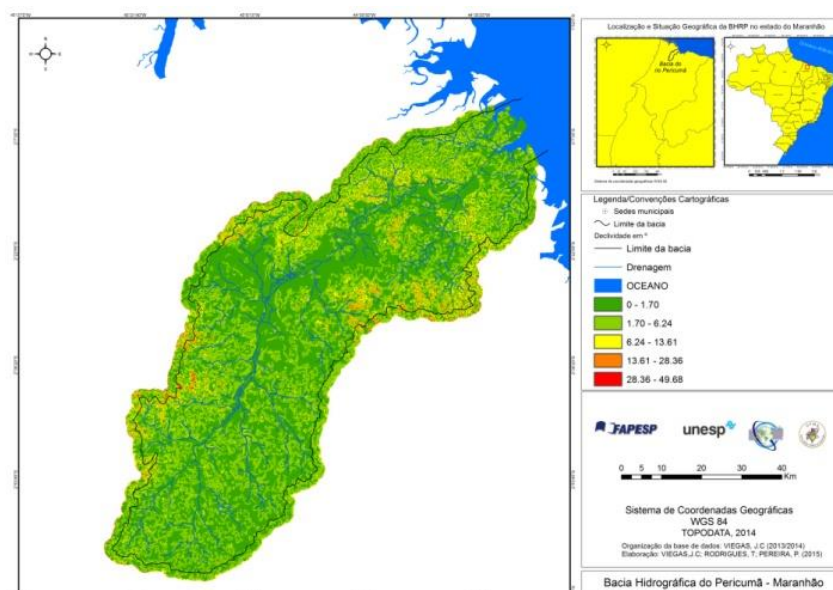 Localização e Situação Geográfica da BHRP no estado do Maranhão
Bacia do
rio Pericumã
Legenda/Convenções Cartográficas
Sedes municipais
Limite da bacia
Declividade em º
Limite da bacia
Drenagem
OCEANO
0 - 1.70
1.70 - 6.24
6.24 - 13.61
13.61 - 28.36
28.36 - 49.68
FAPESP
unesp
0 5 10 20 30 40
Km
Sistema de Coordenadas Geográficas
WGS 84
TOPODATA, 2014
Organização da base de dados: VIEGAS, J.C (2013/2014)
Elaboração: VIEGAS,J.C; RODRIGUES, T, PEREIRA, P. (2015)
Bacia Hidrográfica do Pericumã - Maranhão